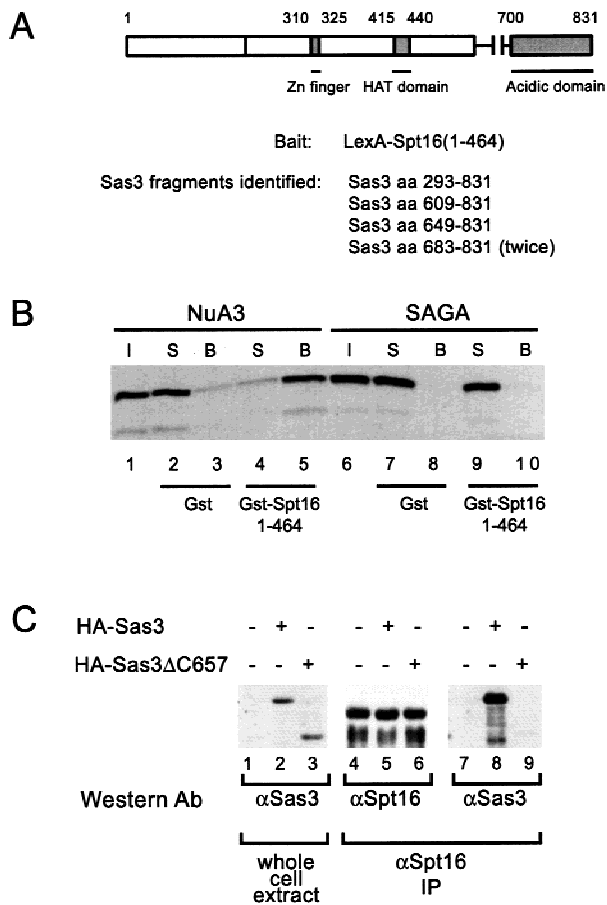 A
1 310 325 415 440 700 831
Zn finger HAT domain Acidic domain
Bait: LexA-Spt16(1-464)
Sas3 fragments identified: Sas3 aa 293-831
Sas3 aa 609-831
Sas3 aa 649-831
Sas3 aa 683-831 (twice)
B
NuA3 SAGA
I S B S B I S B S B
1 2 3 4 5 6 7 8 9 10
Gst Gst-Spt16 Gst Gst-Spt16
1-464 1-464
C
HA-Sas3 - + - - + - - + -
HA-Sas3ΔC657 - - + - - + - - +
1 2 3 4 5 6 7 8 9
Western Ab αSas3 αSpt16 αSas3
whole αSpt16
cell IP
extract